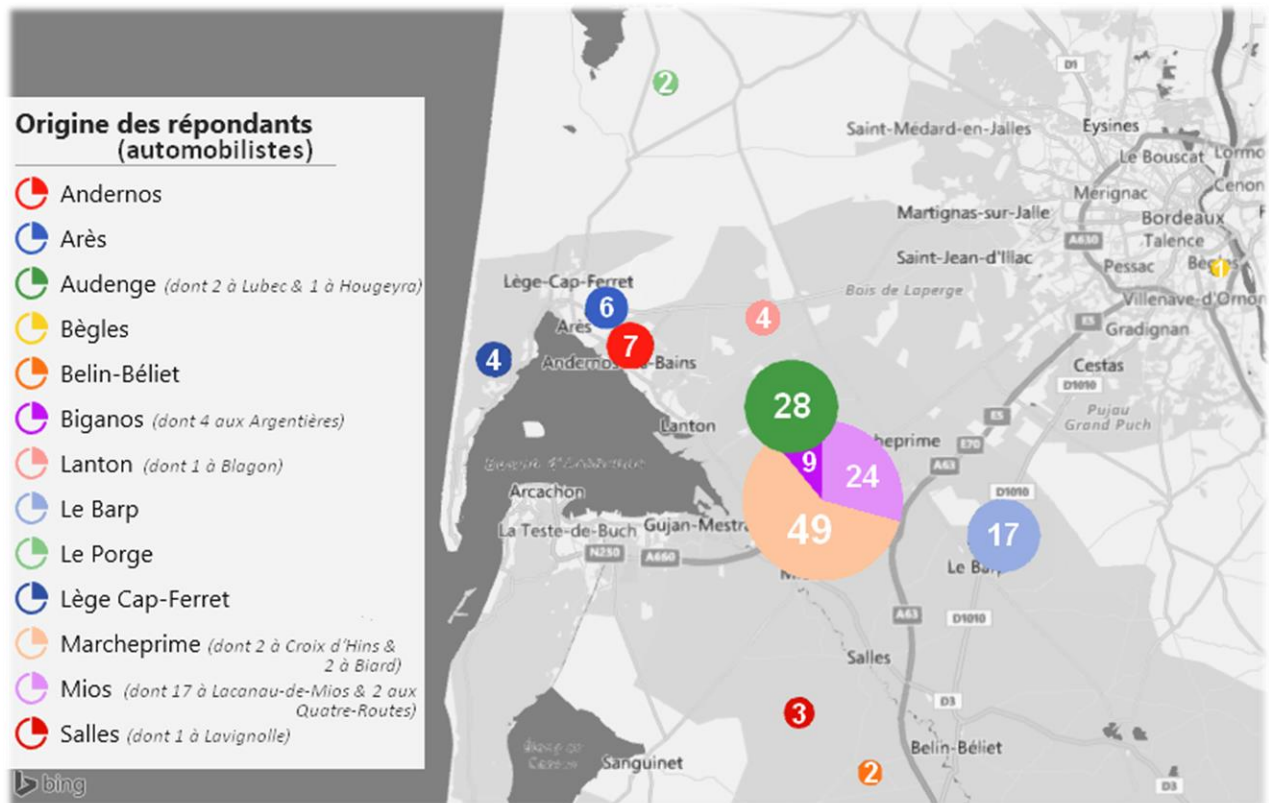 Origine des répondants
(automobilistes)
Andernos
Arès
Audenge (dont 2 à Lubec & 1 à Hougeyra)
Bègles
Belin-Béliet
Biganos (dont 4 aux Argentières)
Lanton (dont 1 à Blagon)
Le Barp
Le Porge
Lège Cap-Ferret
Marcheprime (dont 2 à Croix d'Hins &
2 à Biard)
Mios (dont 17 à Lacanau-de-Mios & 2 aux
Quatre-Routes)
Salles (dont 1 à Lavignolle)
bing
2
D1
Saint-Médard-en-Jalles
Eysines
Le Bouscat
Lormo
Merignac
Cenon
Martignas-sur-Jalle
Bordeaux
A630
Talence
Saint-Jean-d'Illac
Pessac
Bègles
1
Bois de Laperge
Villenave-d'Ornon
Lège-Cap-Ferret
6
4
E5
Gradignan
Arès
7
4
Andernos-les-Bains
Cestas
D1010
28
E5
Pujau
Grand Puch
Lanton
heprime
E70
9
24
A63
Arcachon
D1010
La Teste-de-Buch
Gujan-Mestra
49
17
N250
A660
Le Barp
A63
D1010
Salles
3
D3
Belin-Béliet
Sanguinet
2
D3